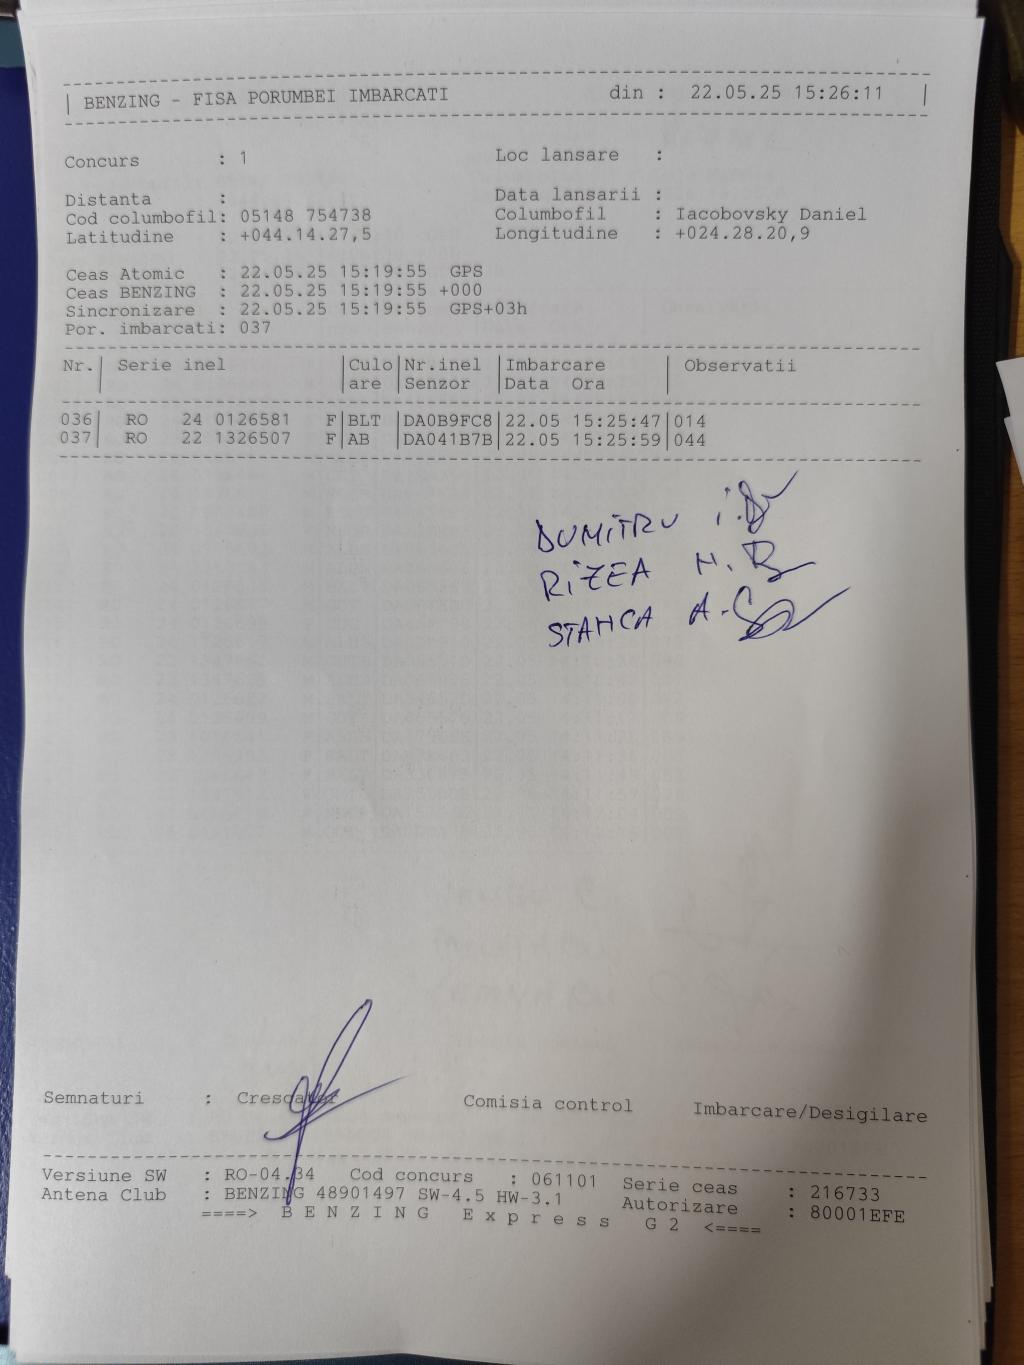 | BENZING - FISA PORUMBEI IMBARCATI din : 22.05.25 15:26:11 |
Concurs : 1 Loc lansare :
Distanta : Data lansarii :
Cod columbofil: 05148 754738 Columbofil : Iacobovsky Daniel
Latitudine : +044.14.27,5 Longitudine : +024.28.20,9
Ceas Atomic : 22.05.25 15:19:55 GPS
Ceas BENZING : 22.05.25 15:19:55 +000
Sincronizare : 22.05.25 15:19:55 GPS+03h
Por. imbarcati: 037
Nr.| Serie inel |Culo|Nr.inel |Imbarcare | Observatii
|are |Senzor |Data Ora |
036| RO 24 0126581 F|BLT |DA0B9FC8|22.05 15:25:47|014
037| RO 22 1326507 F|AB |DA041B7B|22.05 15:25:59|044
DUMITRU I.
RIZEA H.
STANCA A.
Semnaturi : Crescator Comisia control Imbarcare/Desigilare
Versiune SW : RO-04.34 Cod concurs : 061101 Serie ceas : 216733
Antena Club : BENZING 48901497 SW-4.5 HW-3.1 Autorizare : 80001EFE
====> B E N Z I N G E x p r e s s G 2 <====